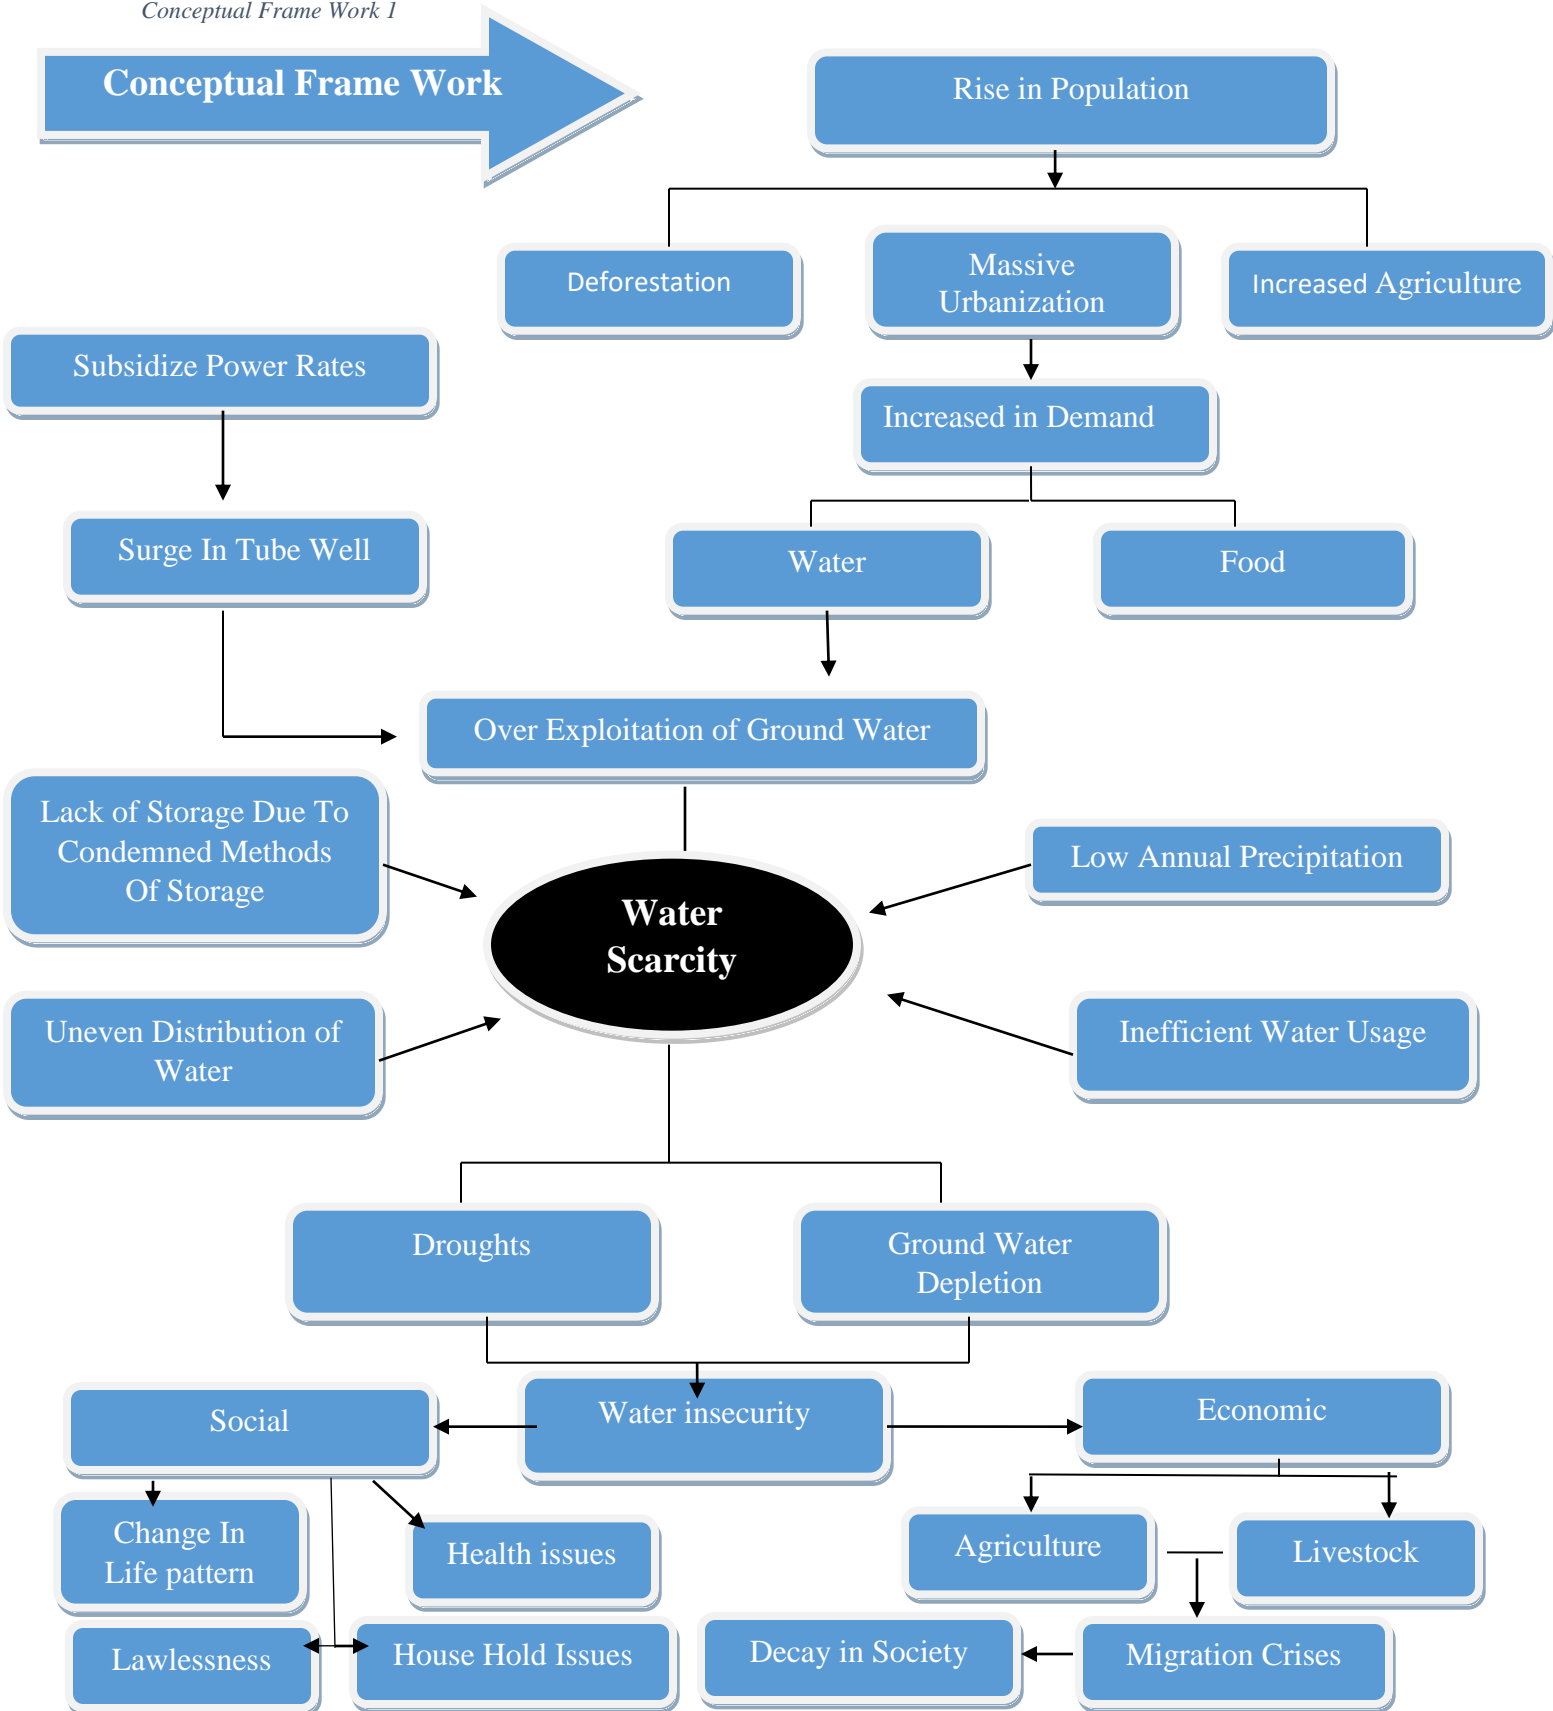 Conceptual Frame Work 1
Conceptual Frame Work
Rise in Population
Deforestation
Massive
Urbanization
Increased Agriculture
Subsidize Power Rates
Increased in Demand
Surge In Tube Well
Water
Food
Over Exploitation of Ground Water
Lack of Storage Due To
Condemned Methods
Of Storage
Low Annual Precipitation
Water
Scarcity
Uneven Distribution of
Water
Inefficient Water Usage
Droughts
Ground Water
Depletion
Social
Water insecurity
Economic
Change In
Life pattern
Health issues
Agriculture
Livestock
Lawlessness
House Hold Issues
Decay in Society
Migration Crises